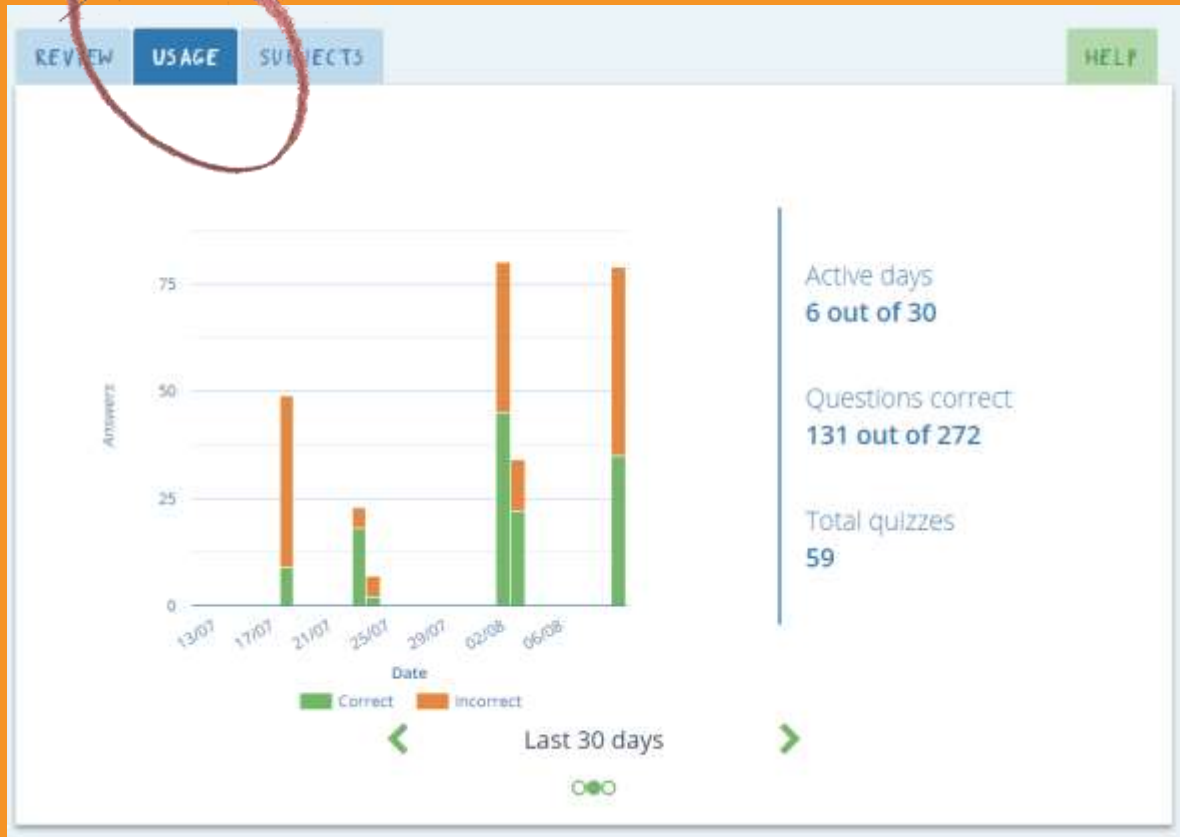 REVIEW USAGE SUBJECTS HELP
75
50
25
0
Answers
13/07 17/07 21/07 25/07 29/07 02/08 06/08
Date
Correct Incorrect
Last 30 days
Active days
6 out of 30
Questions correct
131 out of 272
Total quizzes
59